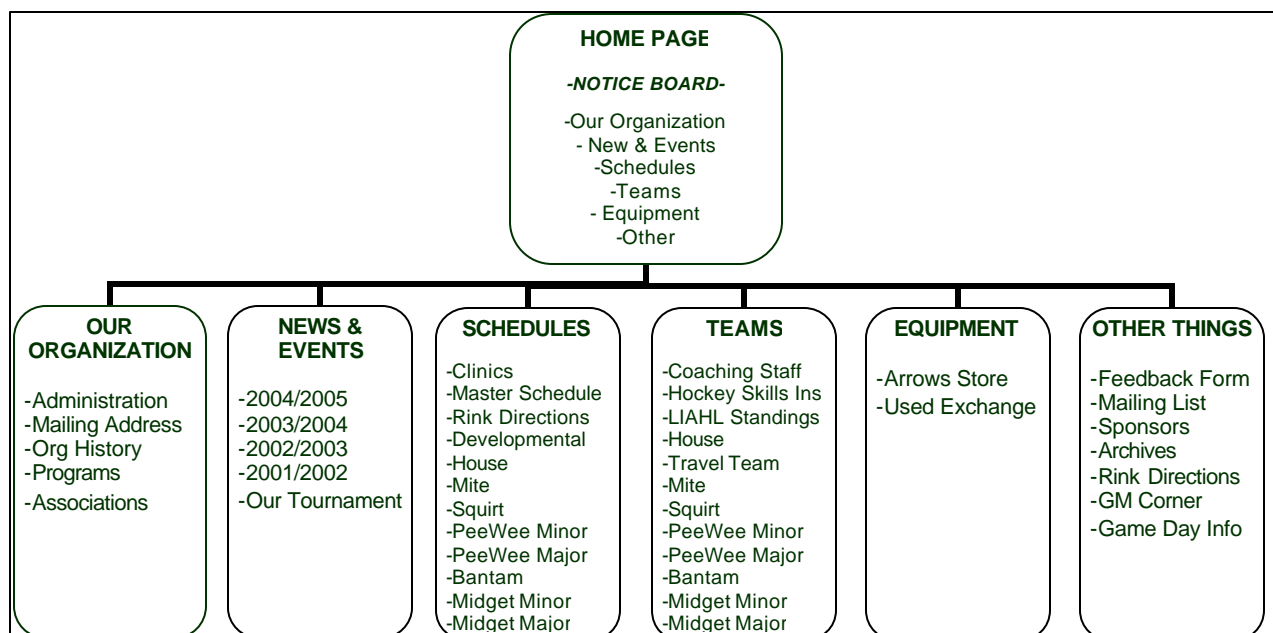 HOME PAGE
-NOTICE BOARD-
-Our Organization
- New & Events
-Schedules
-Teams
- Equipment
-Other
OUR
ORGANIZATION
-Administration
-Mailing Address
-Org History
-Programs
-Associations
NEWS &
EVENTS
-2004/2005
-2003/2004
-2002/2003
-2001/2002
-Our Tournament
SCHEDULES
-Clinics
-Master Schedule
-Rink Directions
-Developmental
-House
-Mite
-Squirt
-PeeWee Minor
-PeeWee Major
-Bantam
-Midget Minor
-Midget Major
TEAMS
-Coaching Staff
-Hockey Skills Ins
-LIAHL Standings
-House
-Travel Team
-Mite
-Squirt
-PeeWee Minor
-PeeWee Major
-Bantam
-Midget Minor
-Midget Major
EQUIPMENT
-Arrows Store
-Used Exchange
OTHER THINGS
-Feedback Form
-Mailing List
-Sponsors
-Archives
-Rink Directions
-GM Corner
-Game Day Info